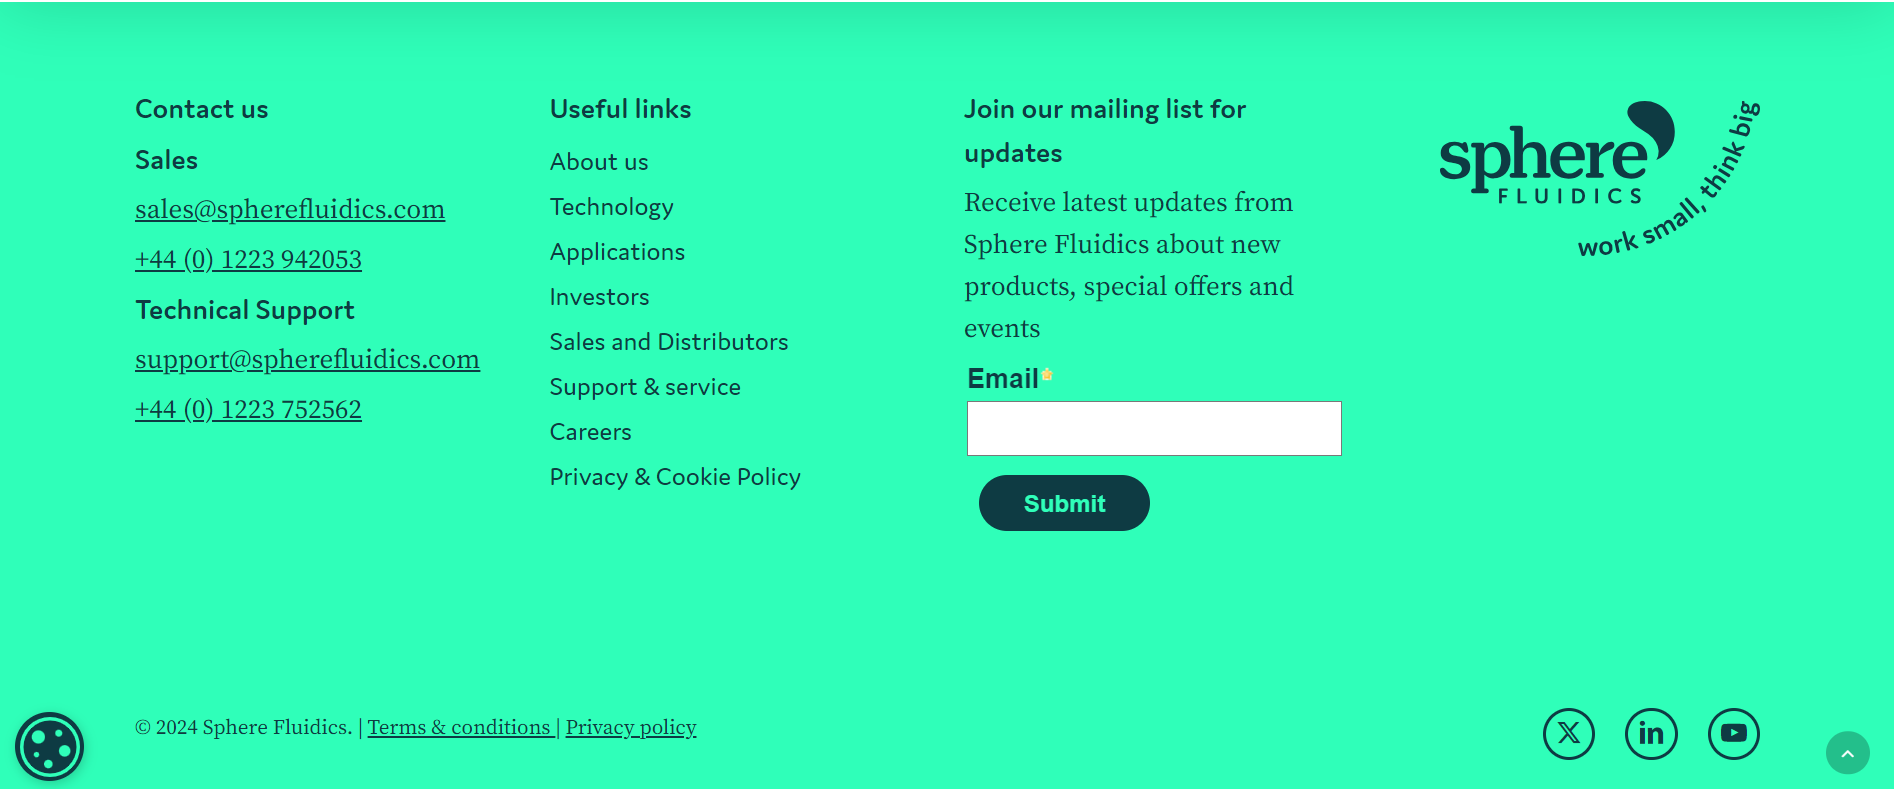 Contact us
Sales
sales@spherefluidics.com
+44 (0) 1223 942053
Technical Support
support@spherefluidics.com
+44 (0) 1223 752562
Useful links
About us
Technology
Applications
Investors
Sales and Distributors
Support & service
Careers
Privacy & Cookie Policy
Join our mailing list for
updates
Receive latest updates from
Sphere Fluidics about new
products, special offers and
events
Email*
Submit
sphere
FLUIDICS
work small, think big
© 2024 Sphere Fluidics. | Terms & conditions | Privacy policy